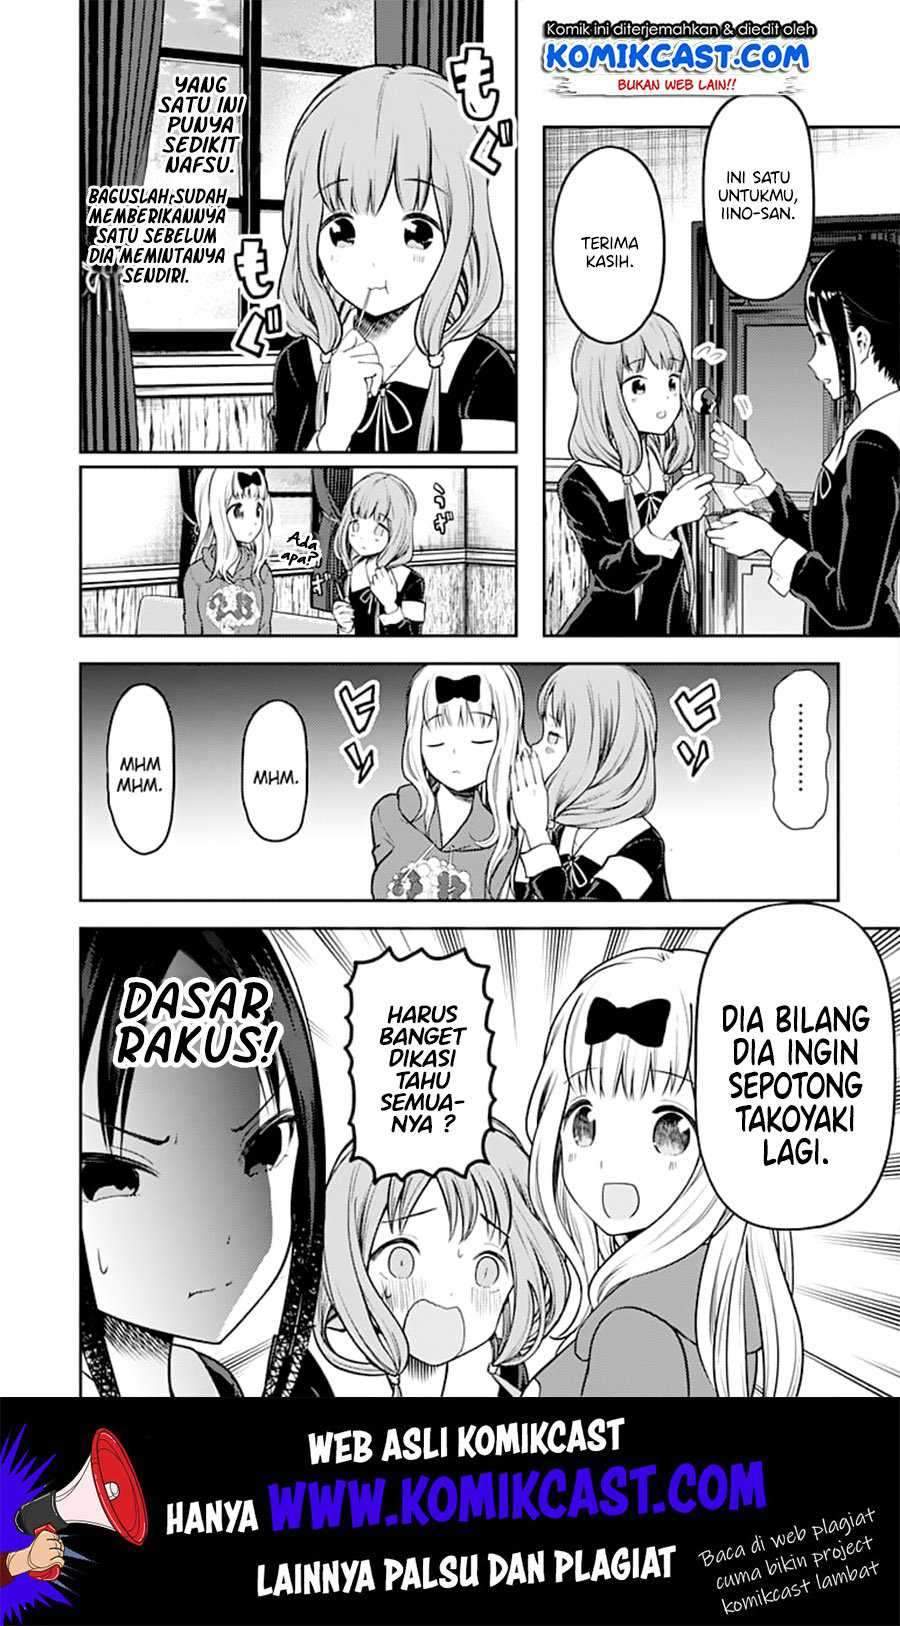 Komik ini diterjemahkan & diedit oleh
KOMIKCAST.COM
BUKAN WEB LAIN!!
INI SATU
UNTUKMU,
IINO-SAN.
TERIMA
KASIH.
YANG
SATU INI
PUNYA
SEDIKIT
NAFSU.
BAGUSLAH SUDAH
MEMBERIKANNYA
SATU SEBELUM
DIA MEMINTANYA
SENDIRI.
もぐ
もぐ
Ada
apa?
............
ヒソ
ヒソ
MHM.
MHM
MHM.
DIA BILANG
DIA INGIN
SEPOTONG
TAKOYAKI
LAGI.
HARUS
BANGET
DIKASI
TAHU
SEMUA-
NYA ?
DASAR
RAKUS!
WEB ASLI KOMIKCAST
HANYA WWW.KOMIKCAST.COM
LAINNYA PALSU DAN PLAGIAT
Baca di web plagiat
cuma bikin project
komikcast lambat